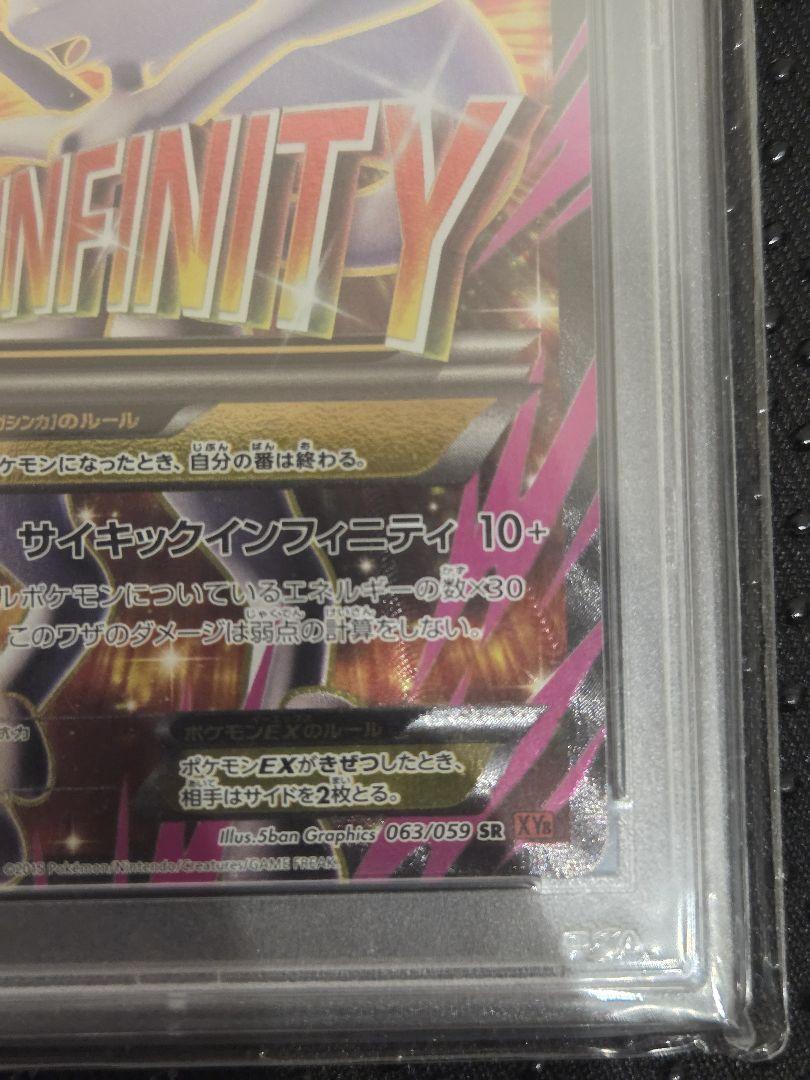 INFINITY
ガシンカ]のルール
ケモンになったとき、自分の番は終わる。
サイキックインフィニティ 10+
ルポケモンについているエネルギーの数×30
このワザのダメージは弱点の計算をしない。
抗力
ポケモンEXのルール
ポケモンEXがきぜつしたとき、
相手はサイドを2枚とる。
Illus.5ban Graphics 063/059 SR XY8
©2015 Pokémon/Nintendo/Creatures/GAME FREAK
PSA